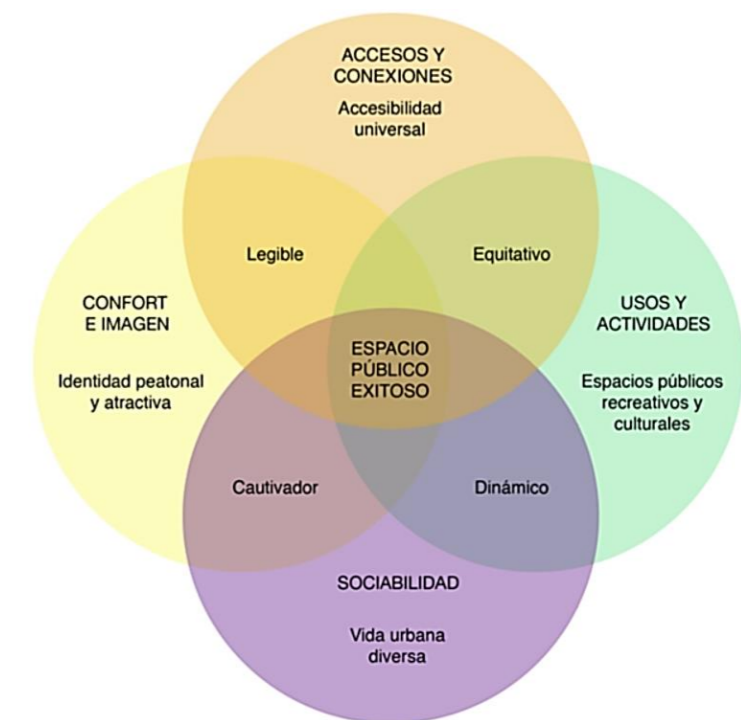 ACCESOS Y
CONEXIONES
Accesibilidad
universal
Legible
Equitativo
CONFORT
E IMAGEN
Identidad peatonal
y atractiva
ESPACIO
PÚBLICO
EXITOSO
USOS Y
ACTIVIDADES
Espacios públicos
recreativos y
culturales
Cautivador
Dinámico
SOCIABILIDAD
Vida urbana
diversa